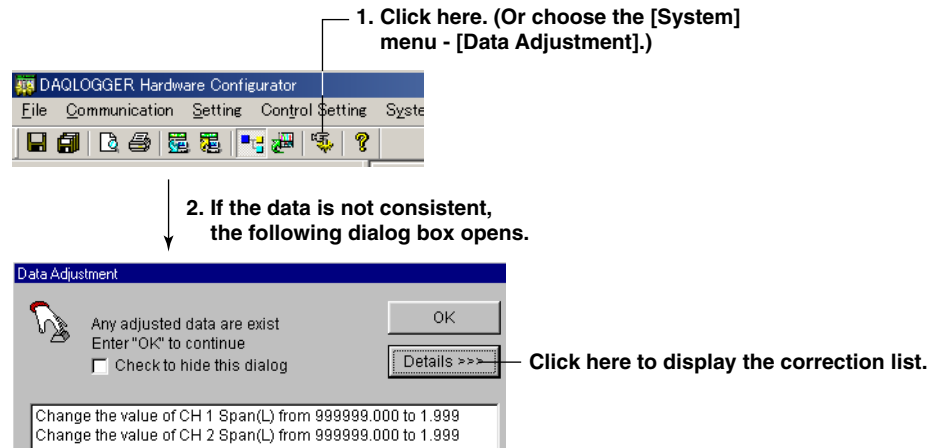 1. Click here. (Or choose the [System]
menu - [Data Adjustment].)
DAQLOGGER Hardware Configurator
File Communication Setting Control Setting Syste
2. If the data is not consistent,
the following dialog box opens.
Data Adjustment
Any adjusted data are exist
Enter "OK" to continue
Check to hide this dialog
OK
Details >>>
Click here to display the correction list.
Change the value of CH 1 Span(L) from 999999.000 to 1.999
Change the value of CH 2 Span(L) from 999999.000 to 1.999